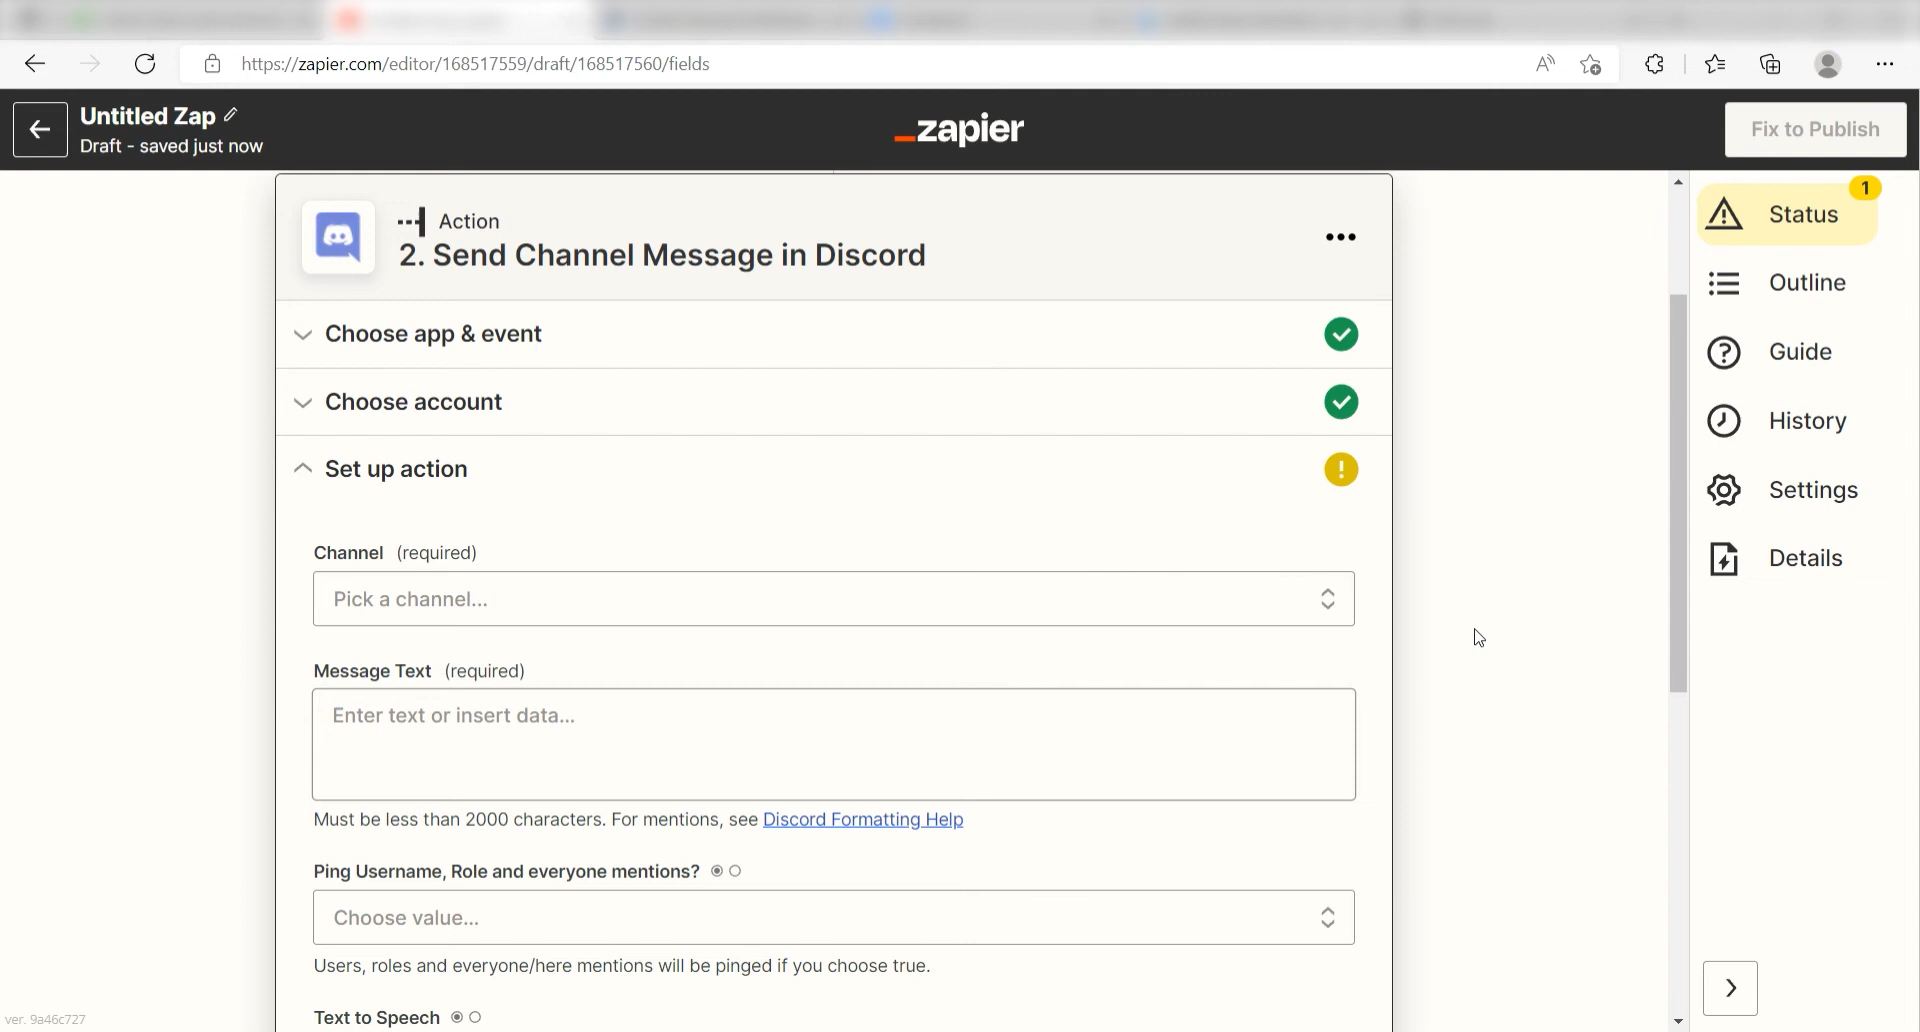 https://zapier.com/editor/168517559/draft/168517560/fields
Untitled Zap
Draft - saved just now
zapier
Fix to Publish
Action
2. Send Channel Message in Discord
Choose app & event
Choose account
Set up action
Channel (required)
Pick a channel...
Message Text (required)
Enter text or insert data...
Must be less than 2000 characters. For mentions, see Discord Formatting Help
Ping Username, Role and everyone mentions?
Choose value...
Users, roles and everyone/here mentions will be pinged if you choose true.
Text to Speech
1
Status
Outline
Guide
History
Settings
Details
ver. 9a46c727